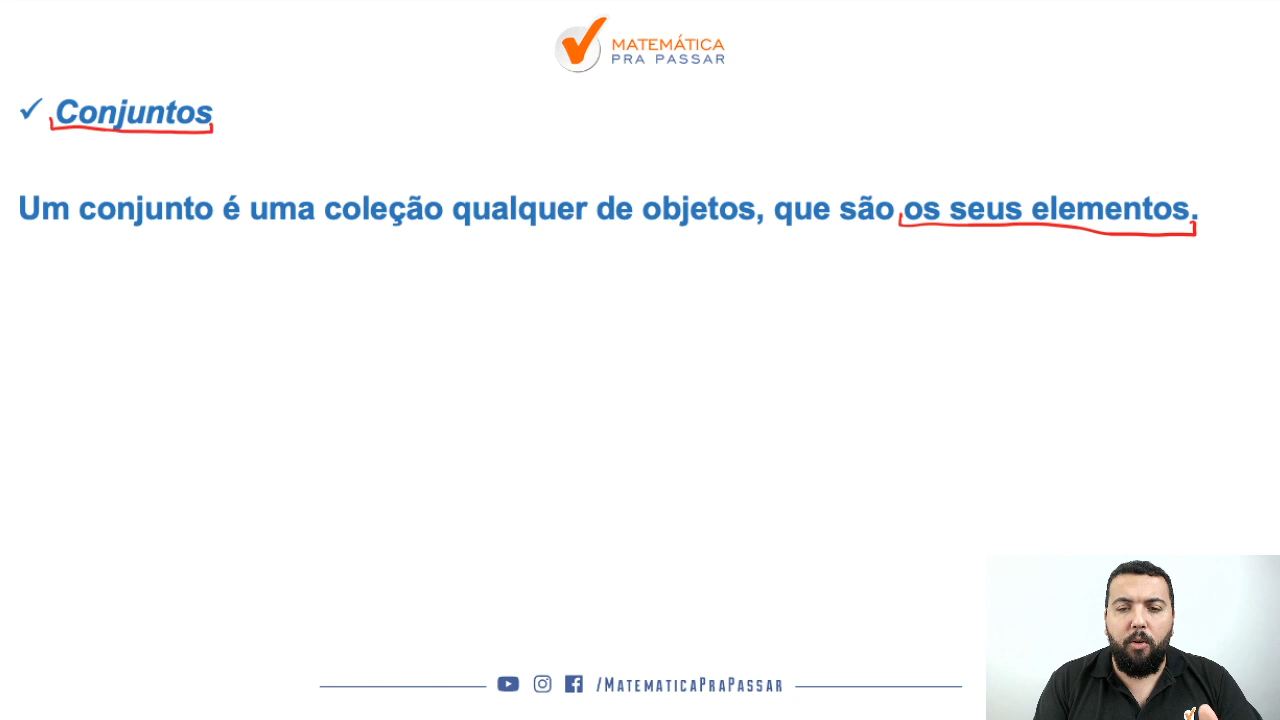 MATEMÁTICA
PRA PASSAR
✓ Conjuntos
Um conjunto é uma coleção qualquer de objetos, que são os seus elementos.
/MATEMATICAPRAPASSAR